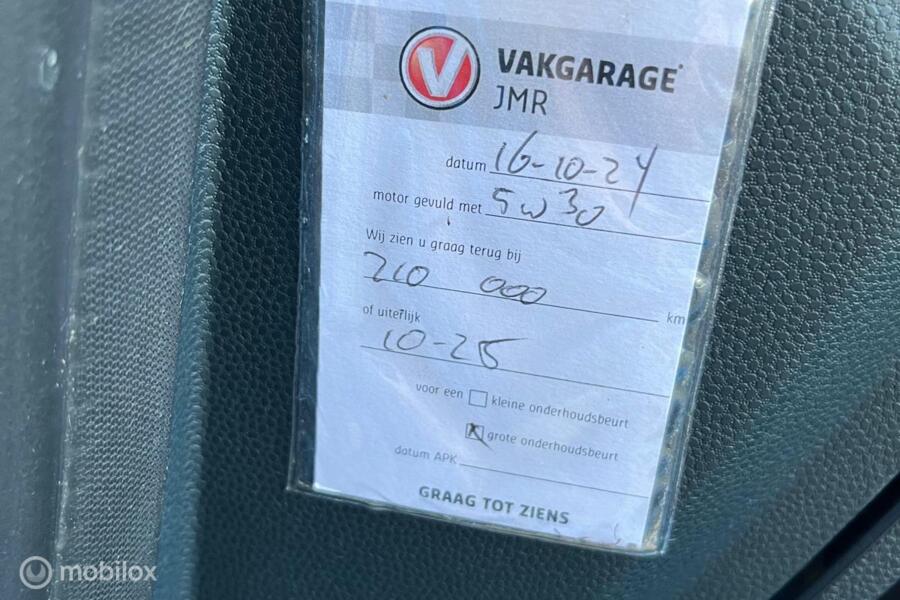 V VAKGARAGE
JMR
datum 16-10-24
motor gevuld met 5w30
Wij zien u graag terug bij
210 000 km
of uiterlijk
10-25
voor een kleine onderhoudsbeurt
X grote onderhoudsbeurt
datum APK
GRAAG TOT ZIENS
mobilox